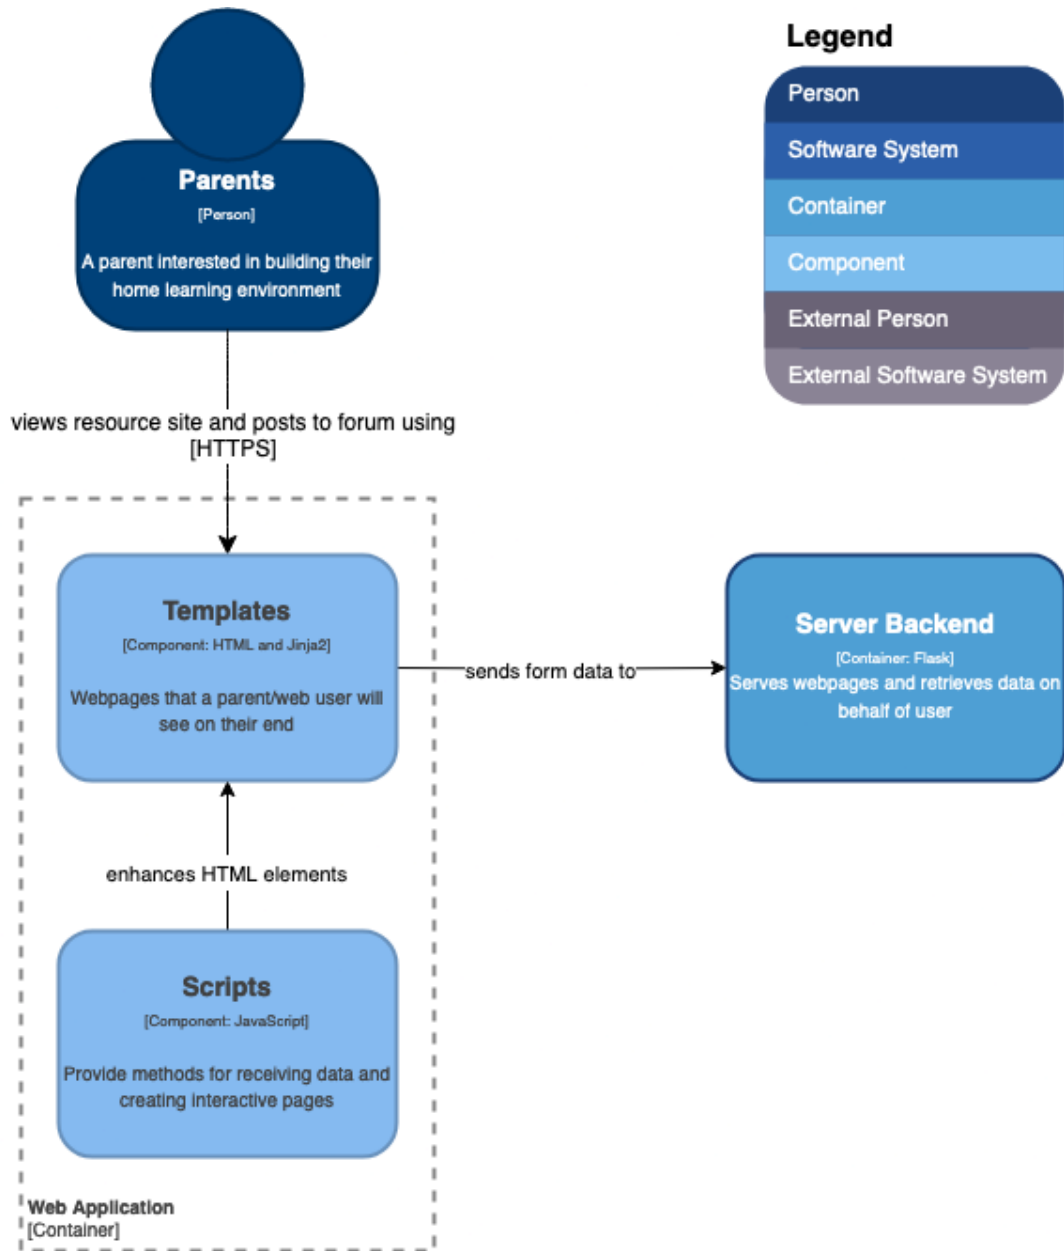 Legend
Person
Software System
Container
Component
External Person
External Software System
Parents
[Person]
A parent interested in building their
home learning environment
views resource site and posts to forum using
[HTTPS]
Templates
[Component: HTML and Jinja2]
Webpages that a parent/web user will
see on their end
sends form data to
Server Backend
[Container: Flask]
Serves webpages and retrieves data on
behalf of user
enhances HTML elements
Scripts
[Component: JavaScript]
Provide methods for receiving data and
creating interactive pages
Web Application
[Container]